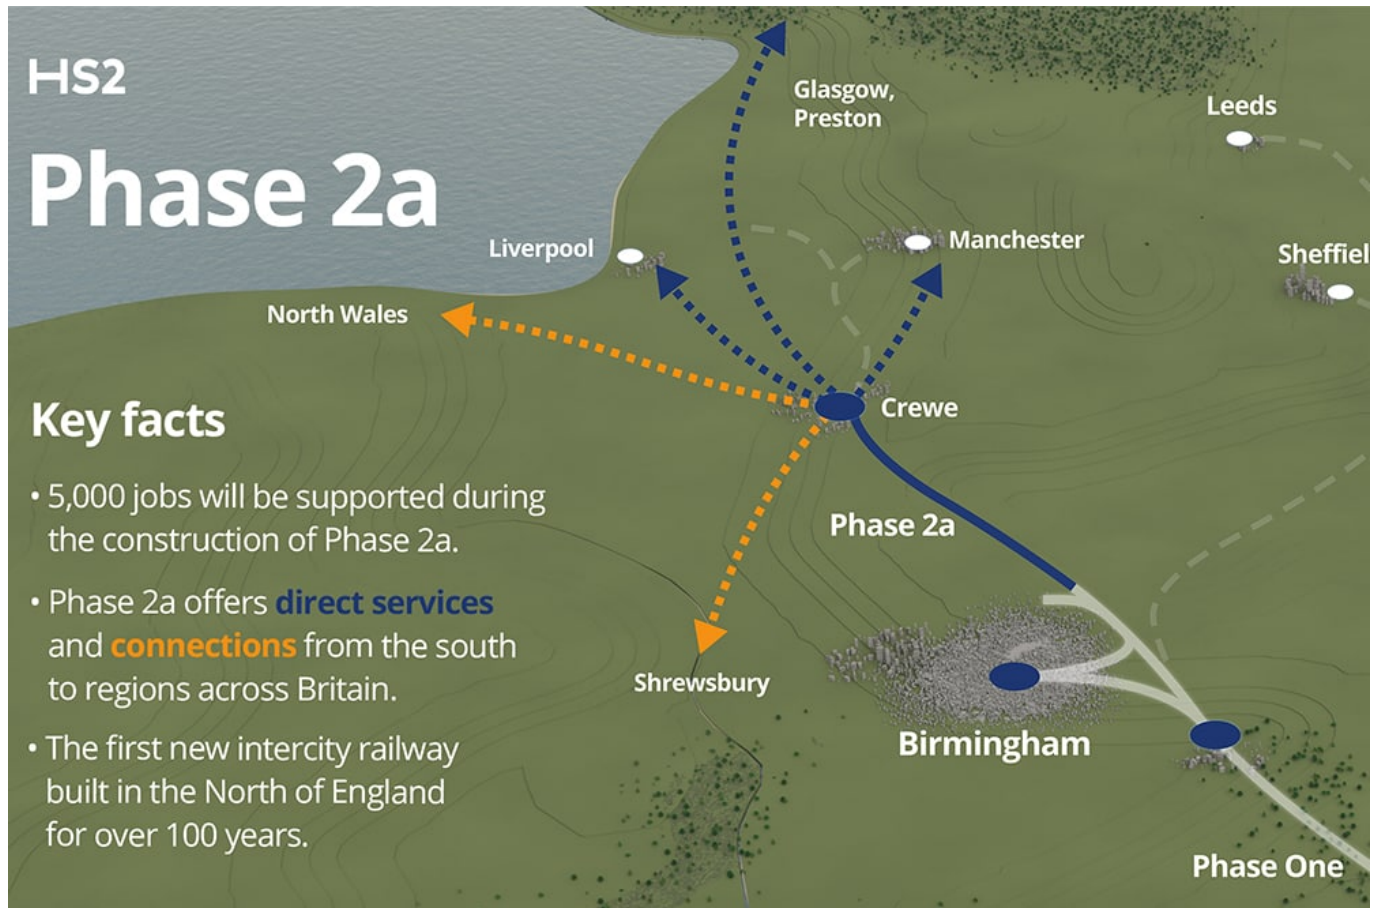 HS2
Phase 2a
Glasgow,
Preston
Leeds
Liverpool
Manchester
Sheffiel
North Wales
Crewe
Key facts
• 5,000 jobs will be supported during
the construction of Phase 2a.
• Phase 2a offers direct services
and connections from the south
to regions across Britain.
• The first new intercity railway
built in the North of England
for over 100 years.
Phase 2a
Shrewsbury
Birmingham
Phase One